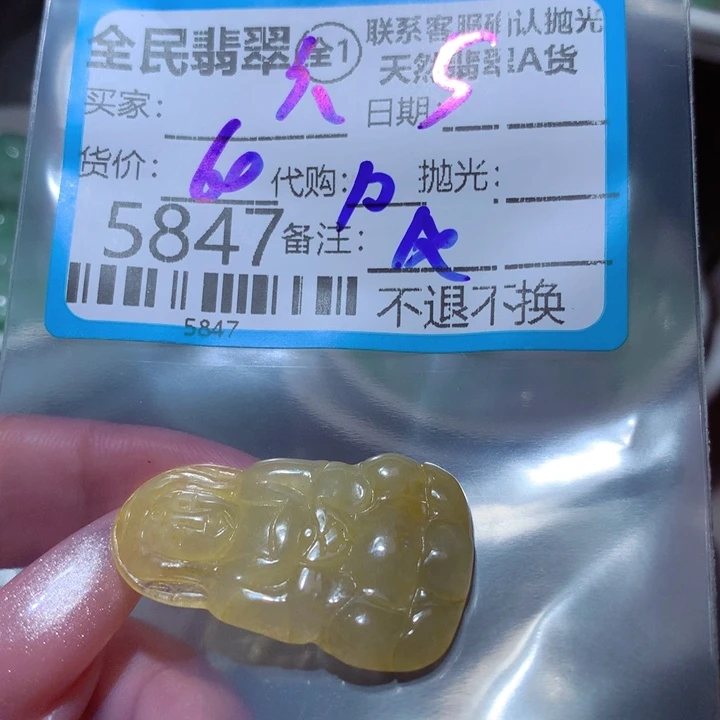 全民翡翠 全1 联系客服确认抛光
天然翡翠A货
买家: 日期:
货价: 60 代购: 抛光:
5847 备注:
5847 不退不换